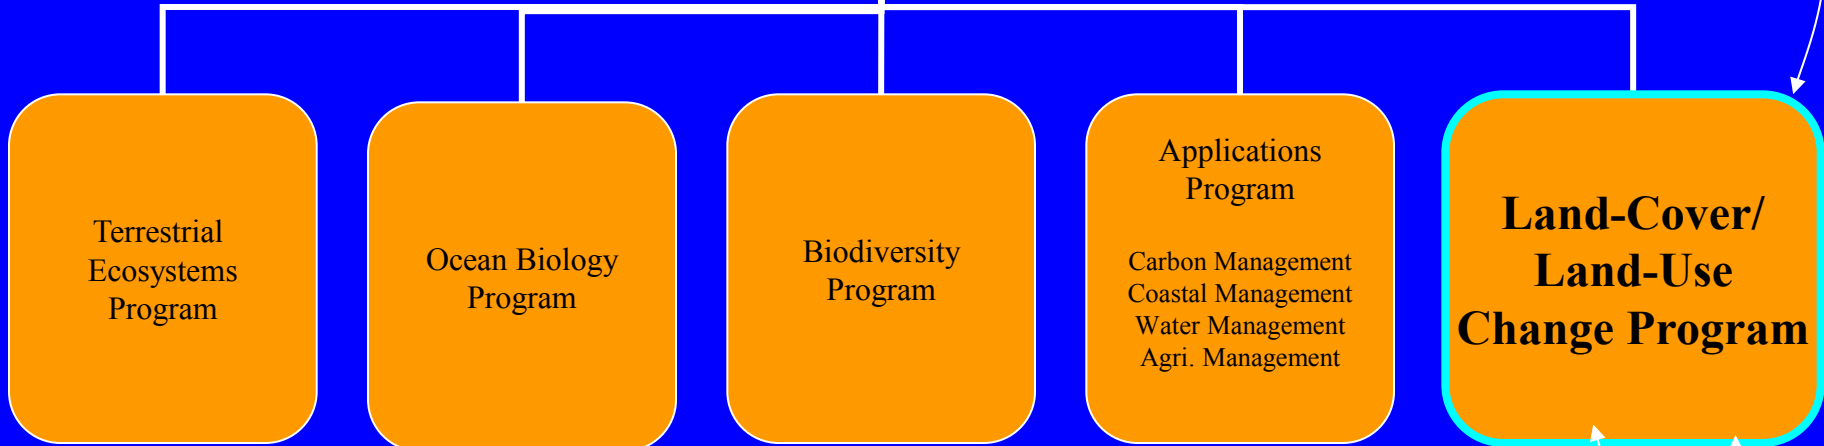 Terrestrial
Ecosystems
Program
Ocean Biology
Program
Biodiversity
Program
Applications
Program
Carbon Management
Coastal Management
Water Management
Agri. Management
Land-Cover/
Land-Use
Change Program